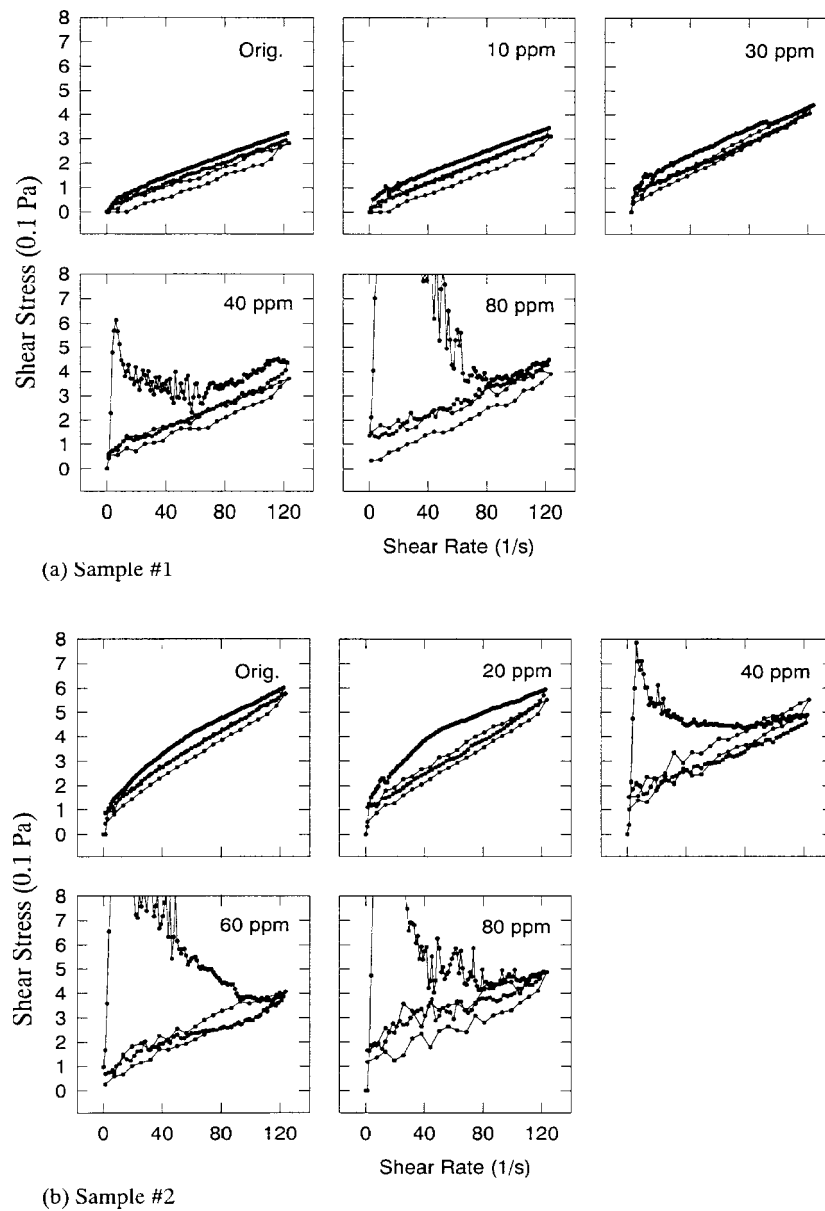 Orig.
10 ppm
30 ppm
8
7
6
5
4
3
2
1
0
Shear Stress (0.1 Pa)
40 ppm
80 ppm
8
7
6
5
4
3
2
1
0
0 40 80 120
0 40 80 120
Shear Rate (1/s)
(a) Sample #1
Orig.
20 ppm
40 ppm
8
7
6
5
4
3
2
1
0
Shear Stress (0.1 Pa)
60 ppm
80 ppm
8
7
6
5
4
3
2
1
0
0 40 80 120
0 40 80 120
Shear Rate (1/s)
(b) Sample #2